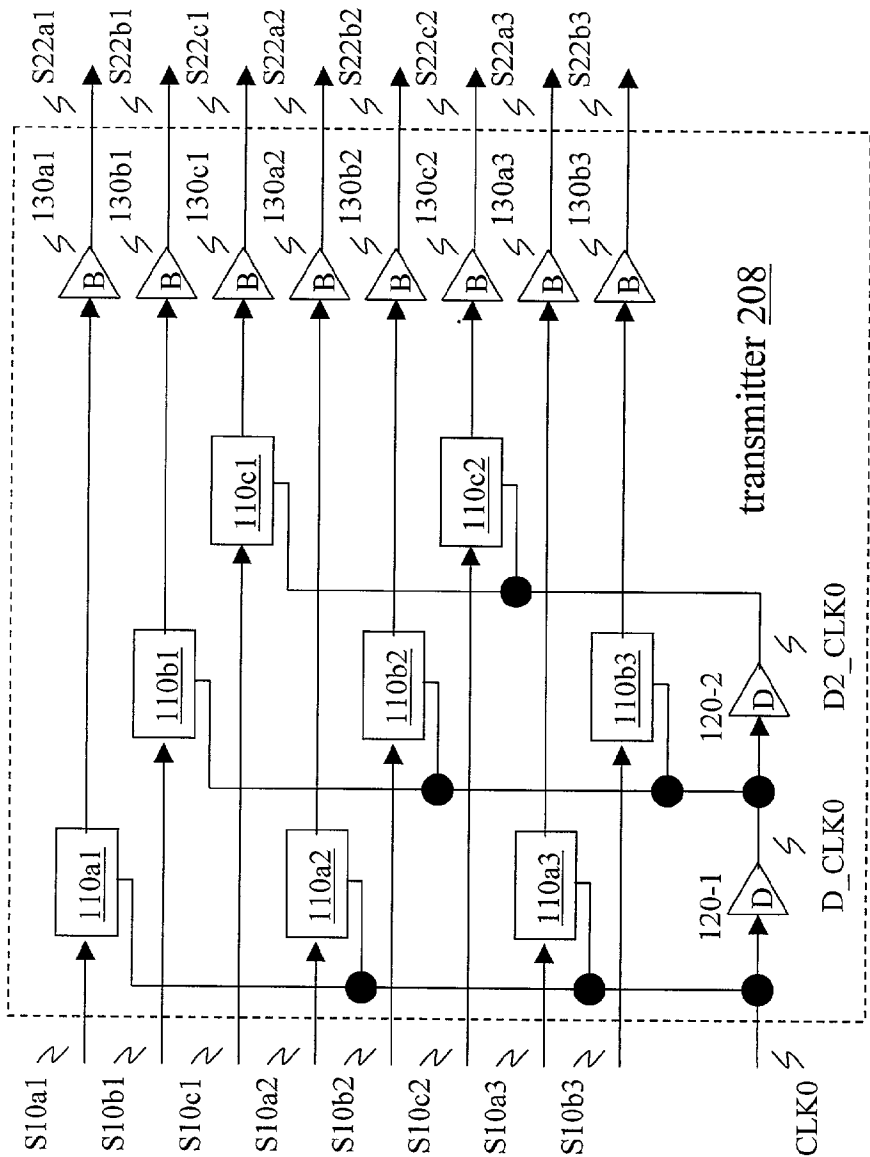 S10a1
S10b1
S10c1
S10a2
S10b2
S10c2
S10a3
S10b3
CLK0
110a1
110a2
110a3
110b1
110b2
110b3
110c1
110c2
120-1
D
D_CLK0
120-2
D
D2_CLK0
transmitter 208
130a1
130b1
130c1
130a2
130b2
130c2
130a3
130b3
B
B
B
B
B
B
B
B
S22a1
S22b1
S22c1
S22a2
S22b2
S22c2
S22a3
S22b3